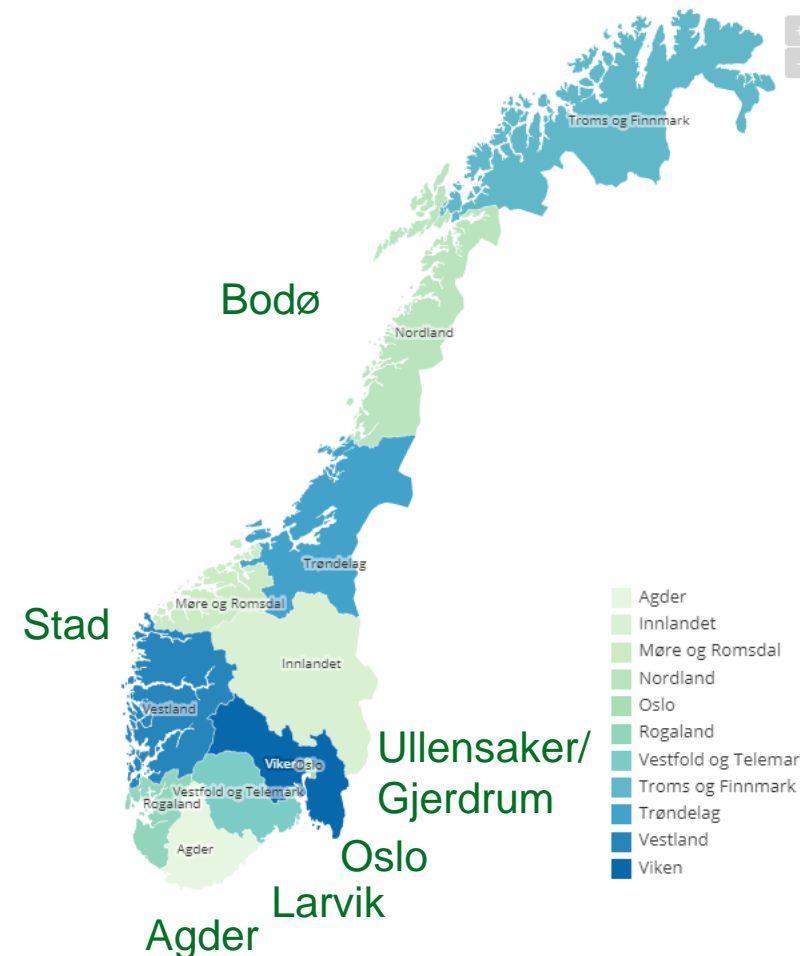 Troms og Finnmark
Bodø
Nordland
Trøndelag
Møre og Romsdal
Stad
Innlandet
Vestland
Viken
Oslo
Vestfold og Telemark
Rogaland
Agder
Ullensaker/
Gjerdrum
Oslo
Larvik
Agder
Agder
Innlandet
Møre og Romsdal
Nordland
Oslo
Rogaland
Vestfold og Telemar
Troms og Finnmark
Trøndelag
Vestland
Viken